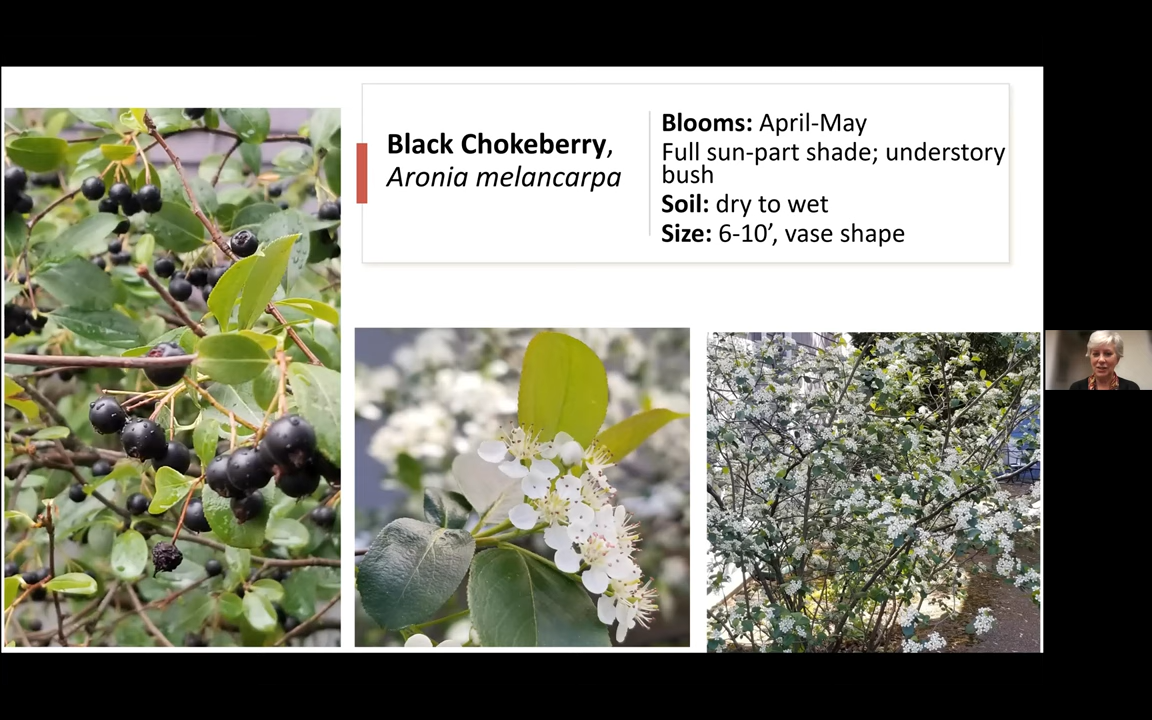 Black Chokeberry,
Aronia melancarpa
Blooms: April-May
Full sun-part shade; understory
bush
Soil: dry to wet
Size: 6-10’, vase shape